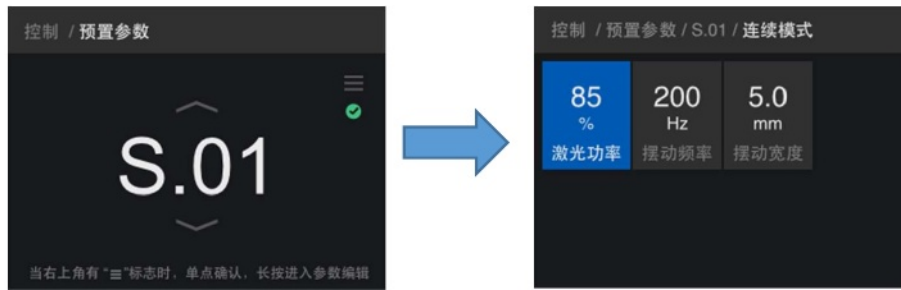 控制 / 预置参数
S.01
当右上角有“≡”标志时，单点确认，长按进入参数编辑
控制 / 预置参数 / S.01 / 连续模式
85 200 5.0
% Hz mm
激光功率 摆动频率 摆动宽度